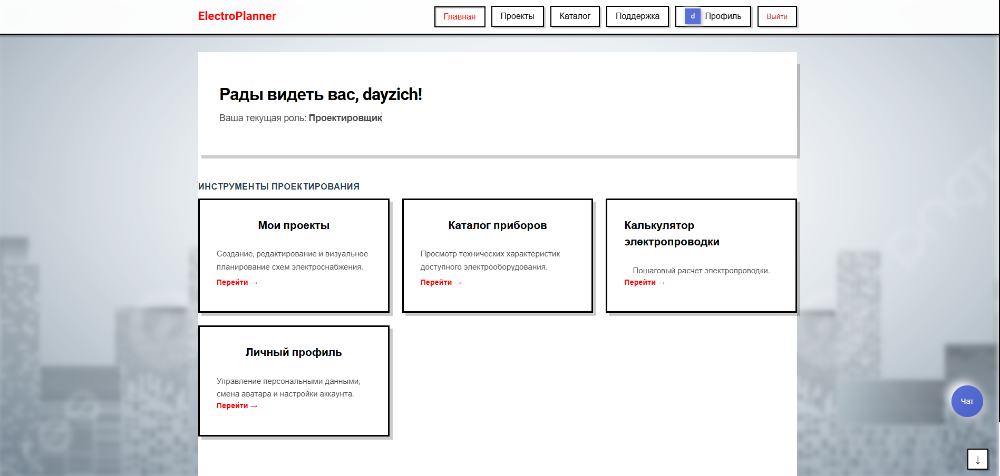 ElectroPlanner
Главная
Проекты
Каталог
Поддержка
d
Профиль
Выйти
Рады видеть вас, dayzich!
Ваша текущая роль: Проектировщик
ИНСТРУМЕНТЫ ПРОЕКТИРОВАНИЯ
Мои проекты
Создание, редактирование и визуальное
планирование схем электроснабжения.
Перейти →
Каталог приборов
Просмотр технических характеристик
доступного электрооборудования.
Перейти →
Калькулятор
электропроводки
Пошаговый расчет электропроводки.
Перейти →
Личный профиль
Управление персональными данными,
смена аватара и настройки аккаунта.
Перейти →
Чат
↓